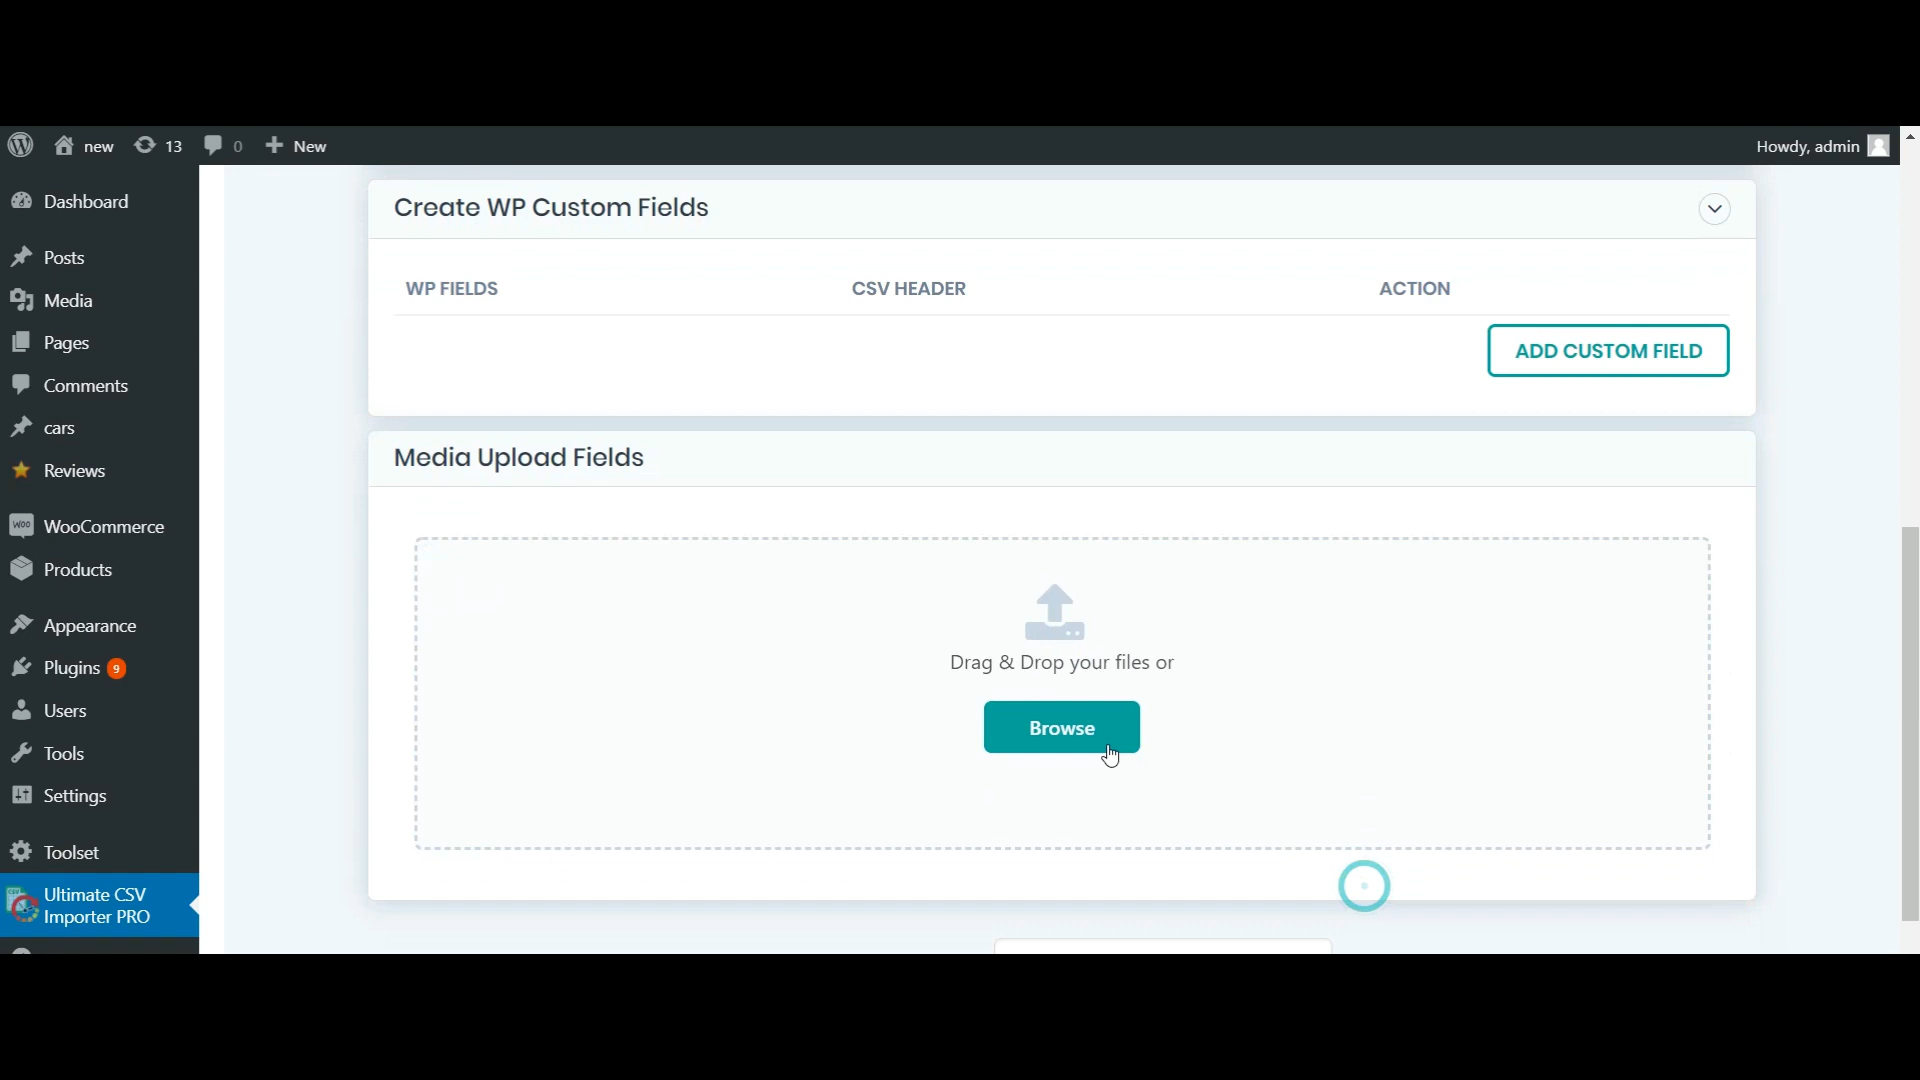 new 13 0 New Howdy, admin
Dashboard
Posts
Media
Pages
Comments
cars
Reviews
WOO WooCommerce
Products
Appearance
Plugins 9
Users
Tools
Settings
Toolset
Ultimate CSV
Importer PRO
Create WP Custom Fields
WP FIELDS CSV HEADER ACTION
ADD CUSTOM FIELD
Media Upload Fields
Drag & Drop your files or
Browse